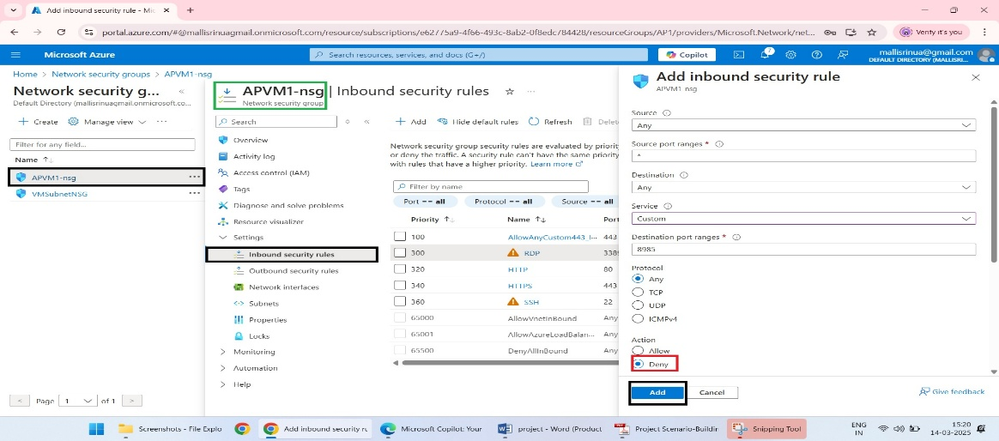 Add inbound security rule - Mic
portal.azure.com/#@mallisrinuagmail.onmicrosoft.com/resource/subscriptions/e62775a9-4f66-493c-8ab2-0f8edc784428/resourceGroups/AP1/providers/Microsoft.Network/net...
Verify it's you
Microsoft Azure
Search resources, services, and docs (G+/)
Copilot
7
mallisrinua@gmail.com
DEFAULT DIRECTORY (MALLISRI...
Home > Network security groups > APVM1-nsg
Network security g...
Default Directory (mallisrinuagmail.onmicrosoft.co...
+ Create
Manage view
Filter for any field...
Name
APVM1-nsg
VMSubnetNSG
Page 1 of 1
APVM1-nsg | Inbound security rules
Network security group
Search
Overview
Activity log
Access control (IAM)
Tags
Diagnose and solve problems
Resource visualizer
Settings
Inbound security rules
Outbound security rules
Network interfaces
Subnets
Properties
Locks
Monitoring
Automation
Help
+ Add
Hide default rules
Refresh
Delete
Network security group security rules are evaluated by priority
or deny the traffic. A security rule can't have the same priority
with rules that have a higher priority. Learn more
Filter by name
Port == all
Protocol == all
Source == all
Priority ↑ Name ↑↓ Port
100 AllowAnyCustom443_I... 443
300 RDP 3389
320 HTTP 80
340 HTTPS 443
360 SSH 22
65000 AllowVnetInBound Any
65001 AllowAzureLoadBalan... Any
65500 DenyAllInBound Any
Add inbound security rule
APVM1-nsg
Source
Any
Source port ranges *
*
Destination
Any
Service
Custom
Destination port ranges *
8985
Protocol
Any
TCP
UDP
ICMPv4
Action
Allow
Deny
Add
Cancel
Give feedback
Screenshots - File Explo
Add inbound security ru
Microsoft Copilot: Your
project - Word (Product
Project Scenario-Buildin
Snipping Tool
ENG
IN
15:20
14-03-2025